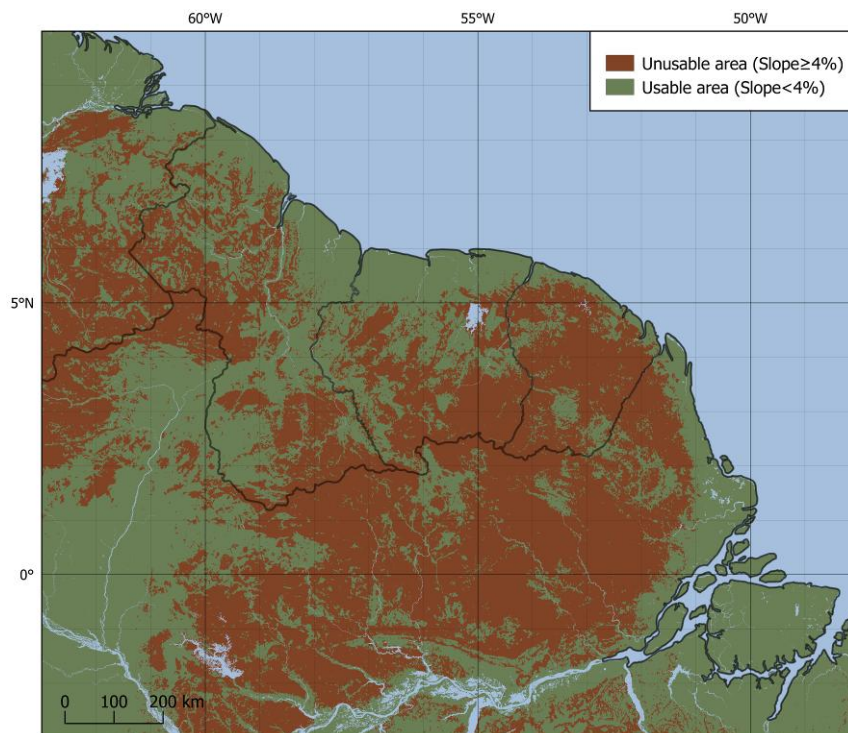 60°W 55°W 50°W
Unusable area (Slope≥4%)
Usable area (Slope<4%)
5°N
0°
0 100 200 km